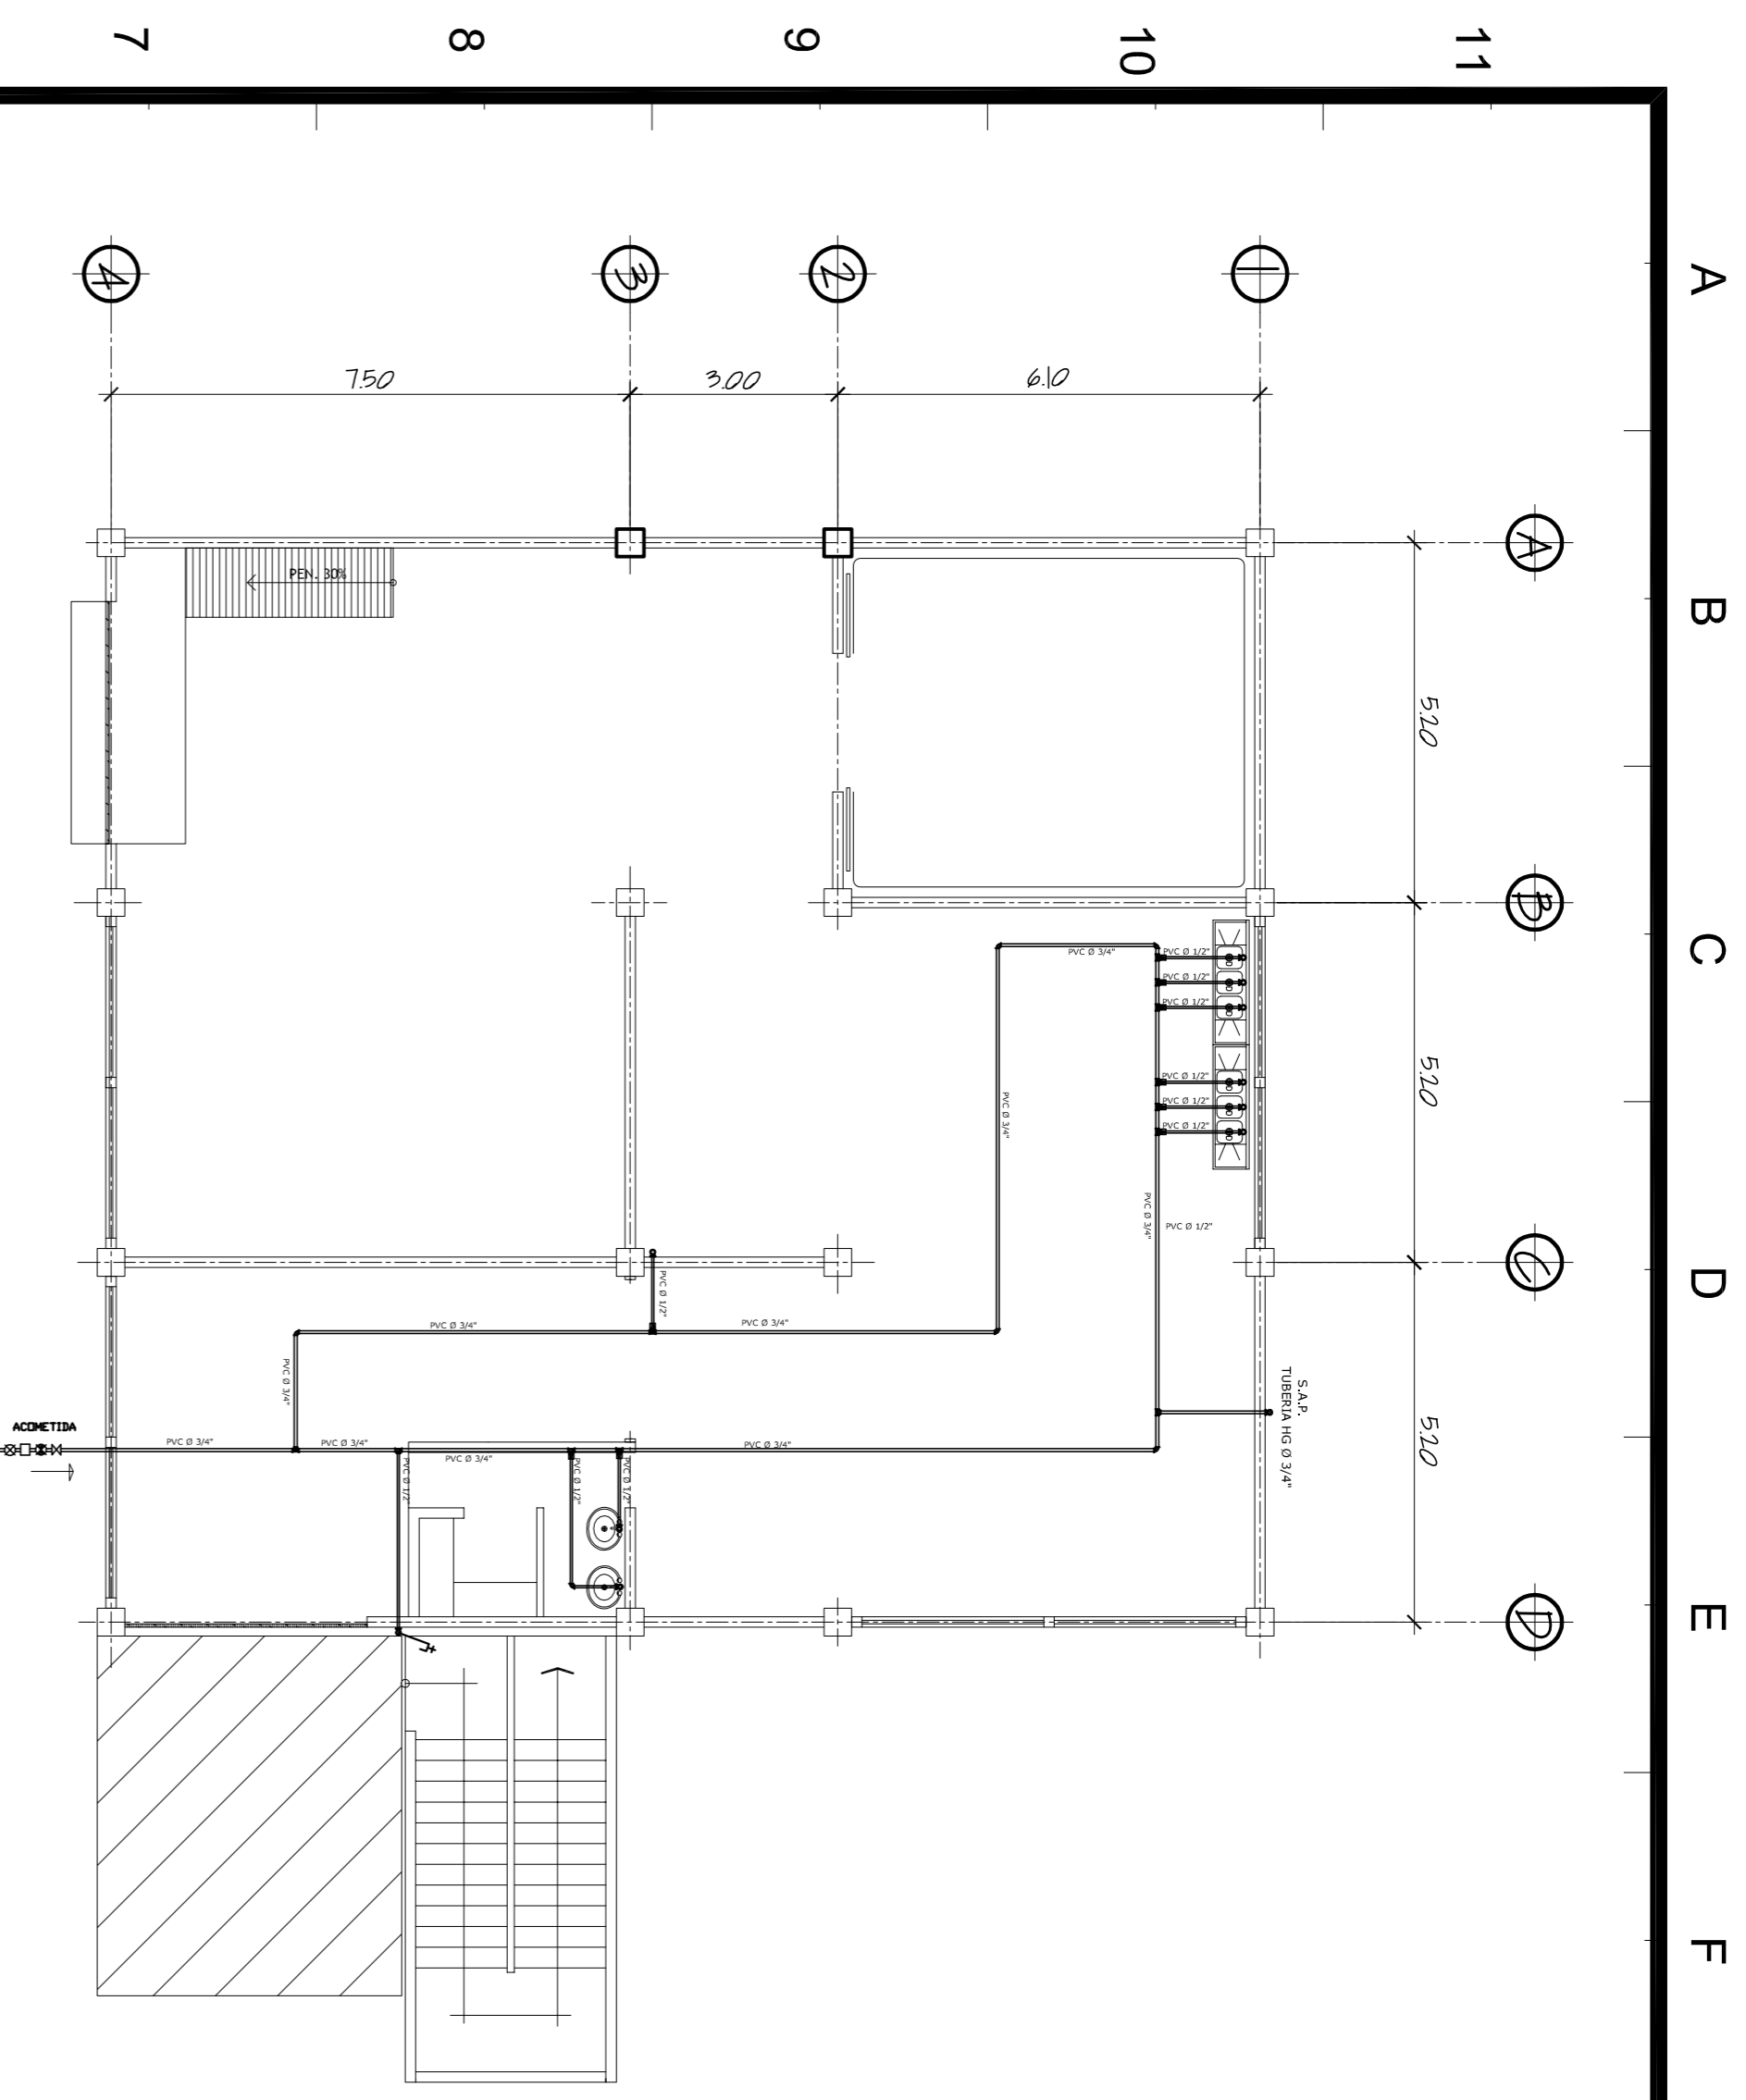 7
8
9
10
11
A
B
C
D
E
F
4
3
2
1
7.50
3.00
6.10
A
B
C
D
5.20
5.20
5.20
PEN. 30%
PVC Ø 3/4"
PVC Ø 1/2"
PVC Ø 1/2"
PVC Ø 1/2"
PVC Ø 1/2"
PVC Ø 1/2"
PVC Ø 1/2"
PVC Ø 3/4"
PVC Ø 3/4"
PVC Ø 1/2"
PVC Ø 1/2"
PVC Ø 3/4"
PVC Ø 3/4"
PVC Ø 3/4"
S.A.P.
TUBERIA HG Ø 3/4"
ACOMETIDA
PVC Ø 3/4"
PVC Ø 3/4"
PVC Ø 3/4"
PVC Ø 3/4"
PVC Ø 1/2"
PVC Ø 1/2"
PVC Ø 1/2"